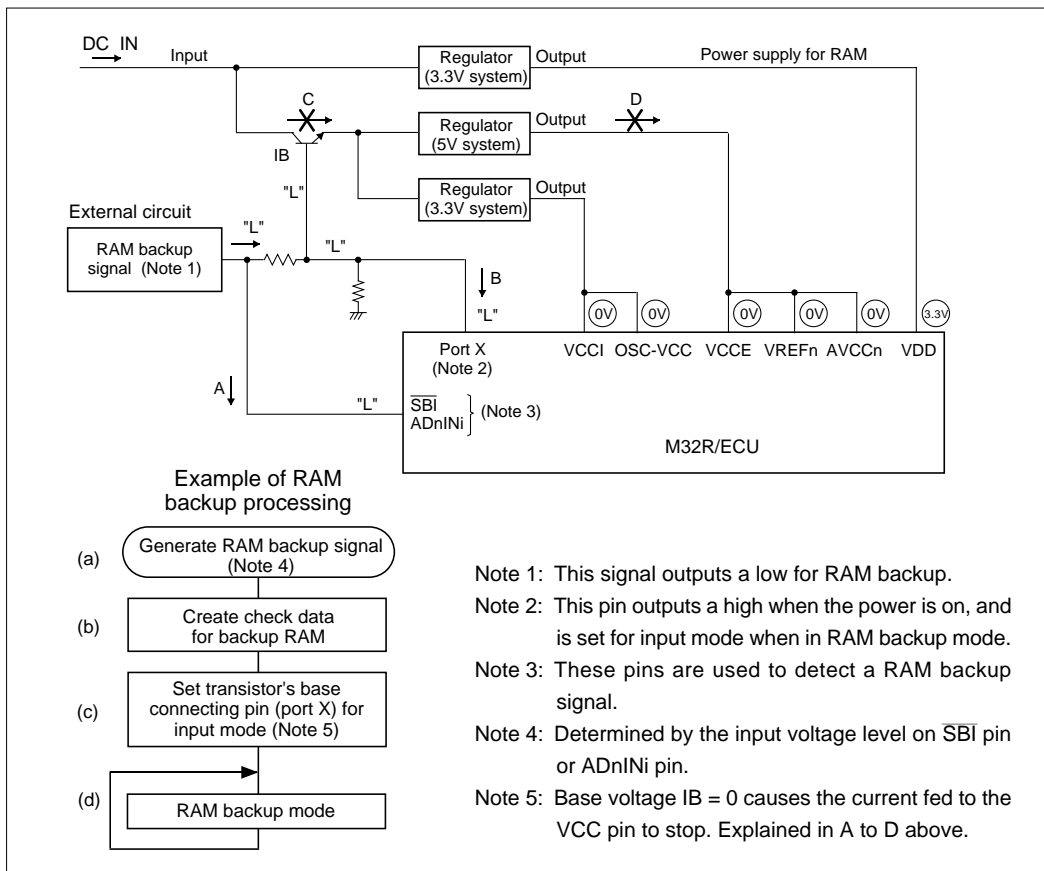 DC IN
Input
Regulator
(3.3V system)
Output
Power supply for RAM
C
D
Regulator
(5V system)
Output
IB
"L"
Regulator
(3.3V system)
Output
External circuit
RAM backup
signal (Note 1)
"L"
"L"
B
"L"
0V
0V
0V
0V
0V
3.3V
Port X
(Note 2)
VCCI
OSC-VCC
VCCE
VREFn
AVCCn
VDD
A
"L"
SBI
ADnINi
(Note 3)
M32R/ECU
Example of RAM
backup processing
(a)
Generate RAM backup signal
(Note 4)
(b)
Create check data
for backup RAM
(c)
Set transistor's base
connecting pin (port X) for
input mode (Note 5)
(d)
RAM backup mode
Note 1: This signal outputs a low for RAM backup.
Note 2: This pin outputs a high when the power is on, and
is set for input mode when in RAM backup mode.
Note 3: These pins are used to detect a RAM backup
signal.
Note 4: Determined by the input voltage level on SBI pin
or ADnINi pin.
Note 5: Base voltage IB = 0 causes the current fed to the
VCC pin to stop. Explained in A to D above.